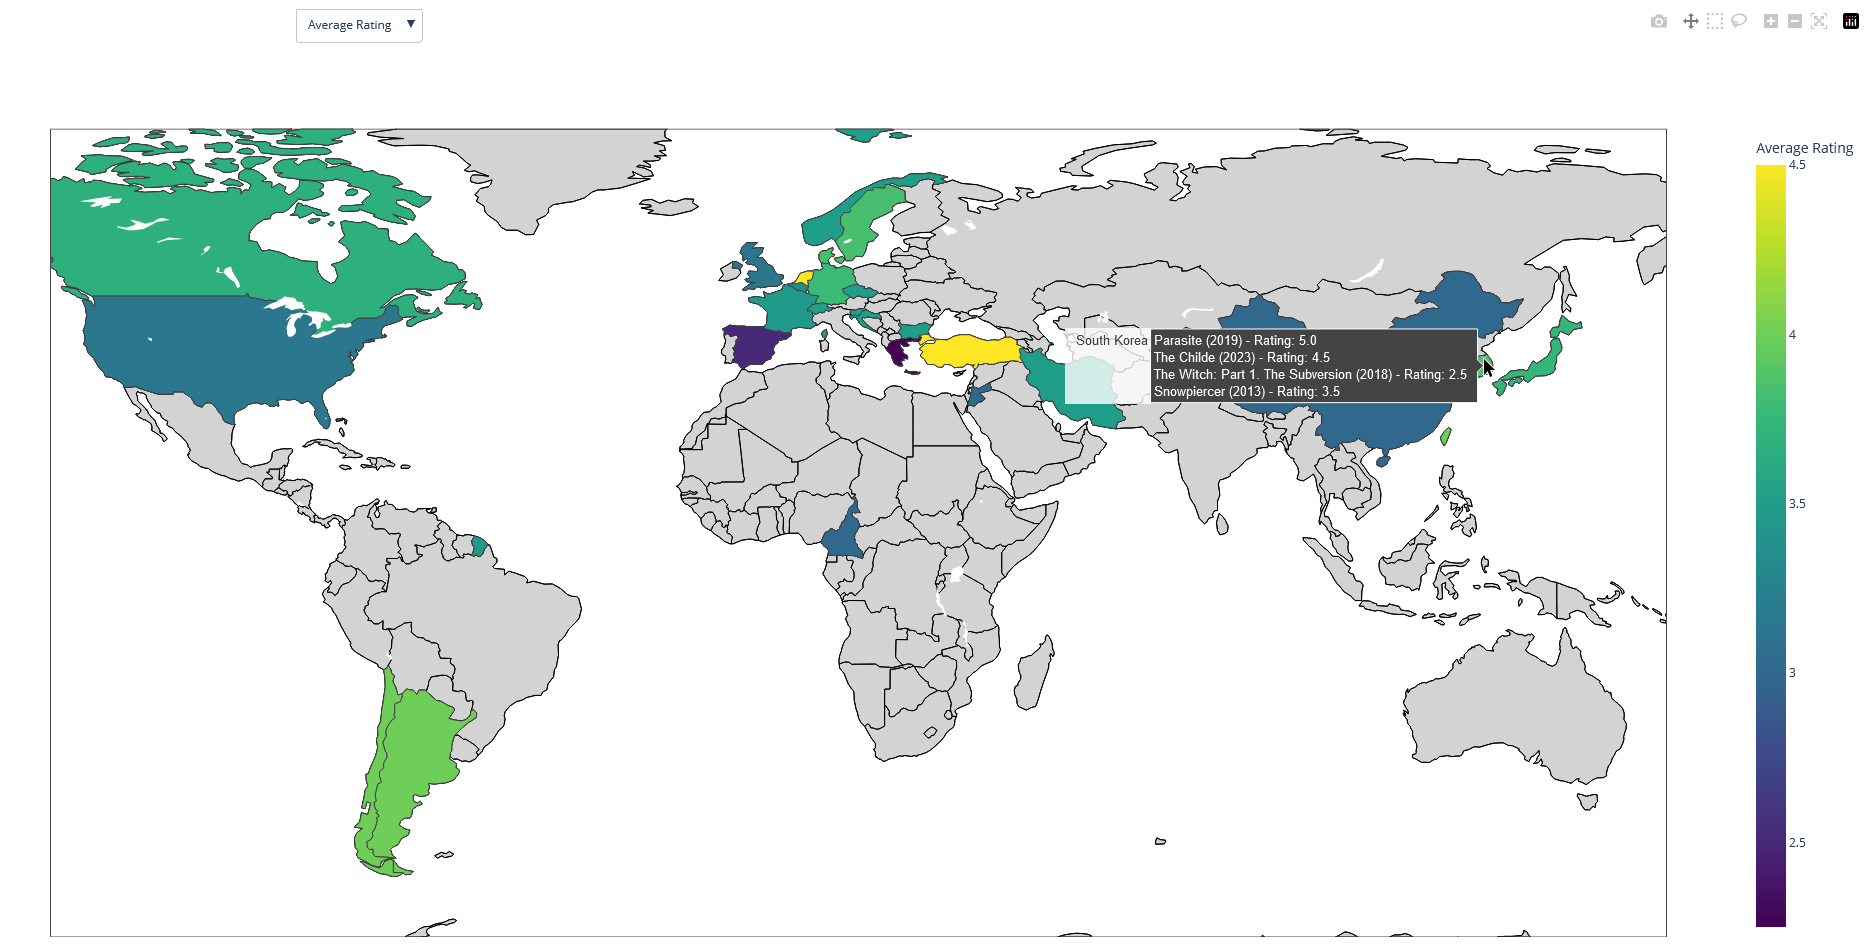 Average Rating ▼
Average Rating
4.5
4
3.5
3
2.5
South Korea
Parasite (2019) - Rating: 5.0
The Childe (2023) - Rating: 4.5
The Witch: Part 1. The Subversion (2018) - Rating: 2.5
Snowpiercer (2013) - Rating: 3.5